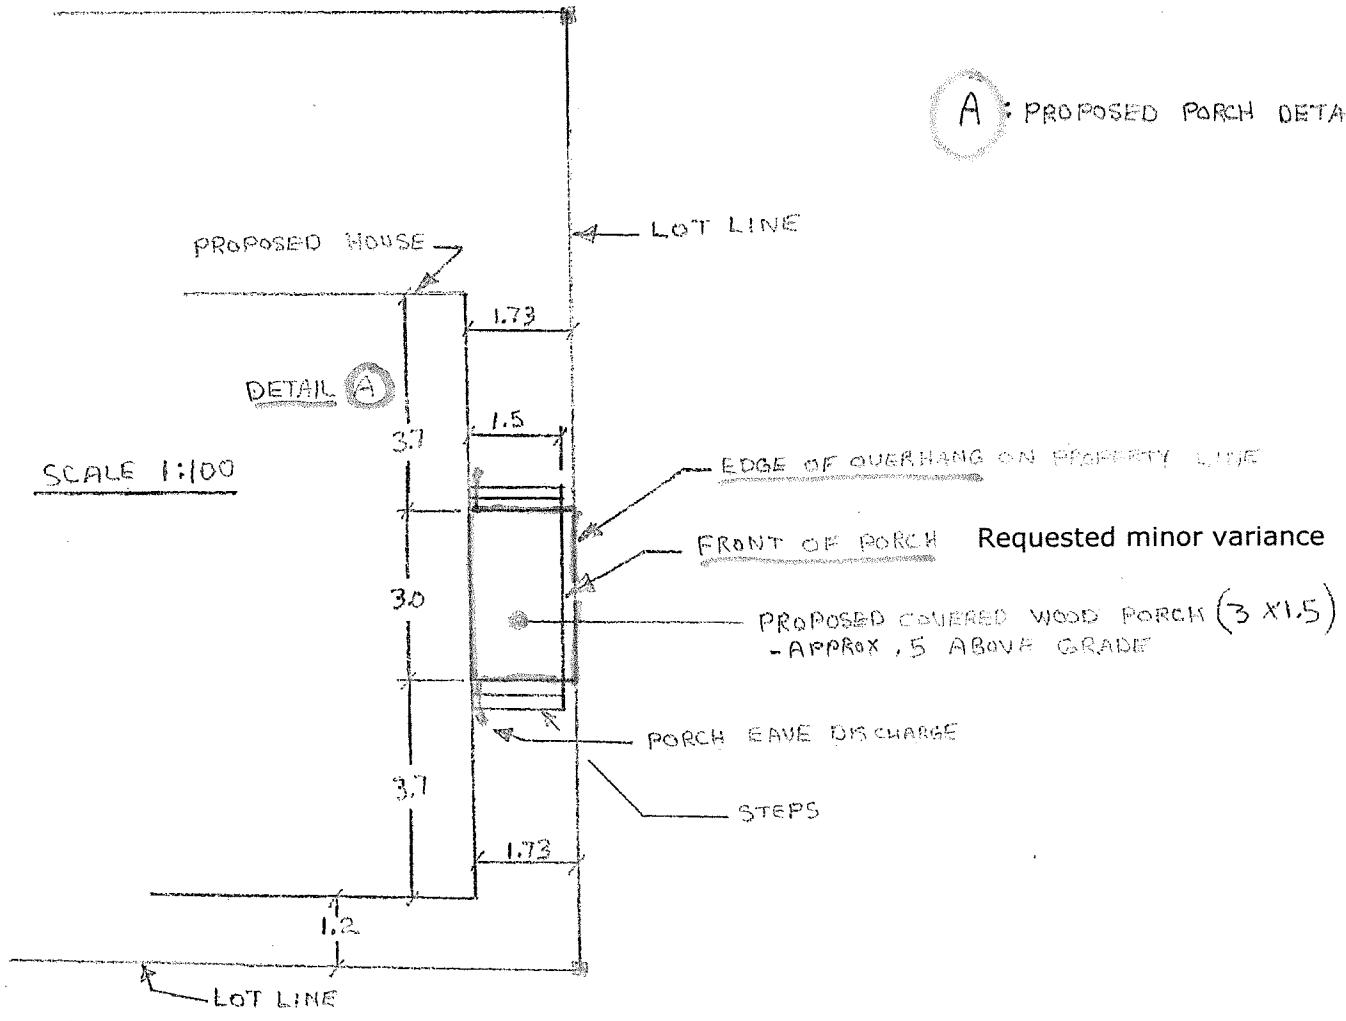 A : PROPOSED PORCH DETA
LOT LINE
PROPOSED HOUSE
1.73
DETAIL A
1.5
3.7
SCALE 1:100
EDGE OF OVERHANG ON PROPERTY LINE
FRONT OF PORCH Requested minor variance
3.0
PROPOSED COVERED WOOD PORCH (3 X1.5)
- APPROX .5 ABOVE GRADE
PORCH EAVE DISCHARGE
3.7
STEPS
1.73
1.2
LOT LINE